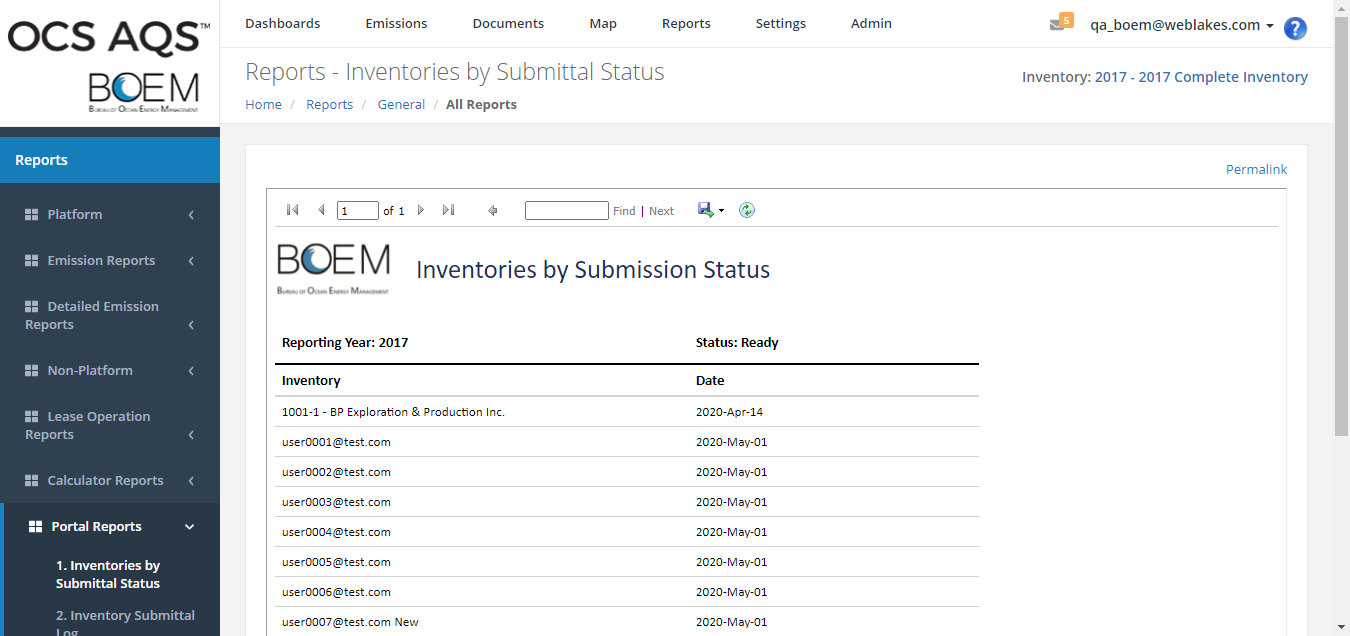 OCS AQS™
BOEM
BUREAU OF OCEAN ENERGY MANAGEMENT
Dashboards Emissions Documents Map Reports Settings Admin
5 qa_boem@weblakes.com ?
Reports - Inventories by Submittal Status
Inventory: 2017 - 2017 Complete Inventory
Home / Reports / General / All Reports
Reports
Platform
Emission Reports
Detailed Emission
Reports
Non-Platform
Lease Operation
Reports
Calculator Reports
Portal Reports
1. Inventories by
Submittal Status
2. Inventory Submittal
Log
Permalink
1 of 1 Find | Next
BOEM
BUREAU OF OCEAN ENERGY MANAGEMENT
Inventories by Submission Status
Reporting Year: 2017 Status: Ready
Inventory Date
1001-1 - BP Exploration & Production Inc. 2020-Apr-14
user0001@test.com 2020-May-01
user0002@test.com 2020-May-01
user0003@test.com 2020-May-01
user0004@test.com 2020-May-01
user0005@test.com 2020-May-01
user0006@test.com 2020-May-01
user0007@test.com New 2020-May-01